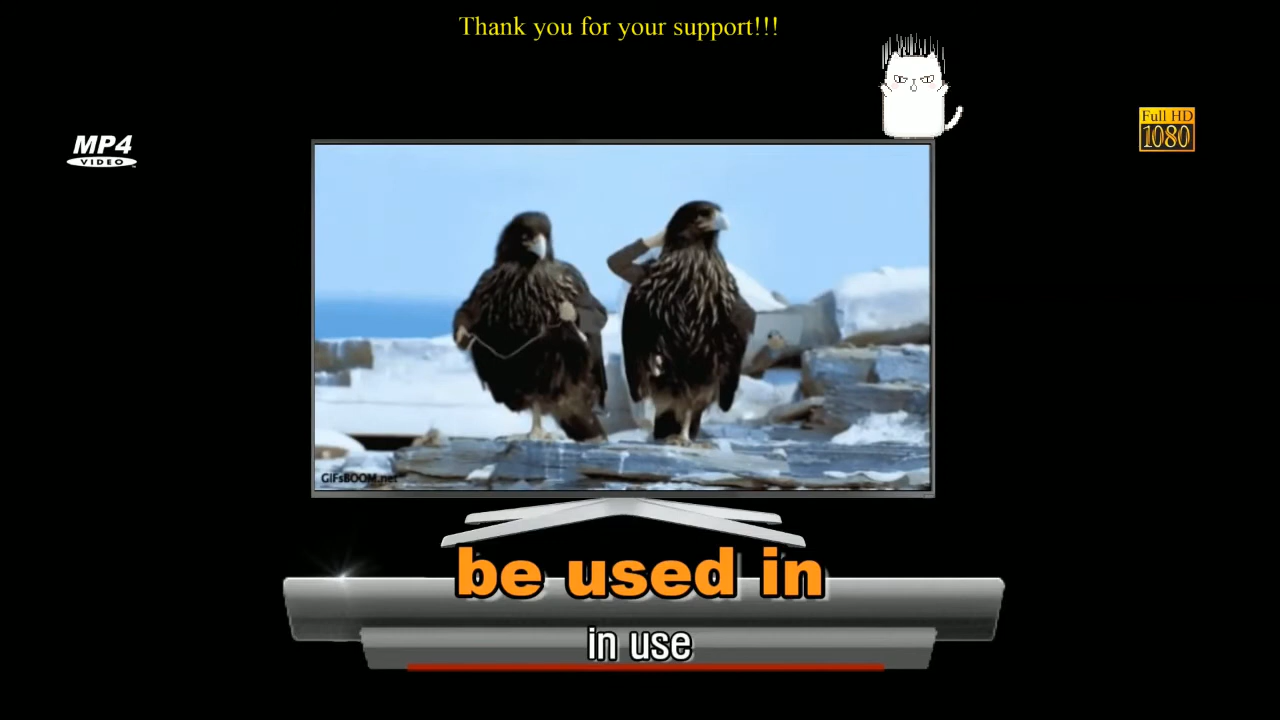 Thank you for your support!!!
MP4
VIDEO
Full HD
1080
GIFsBOOM.net
be used in
in use